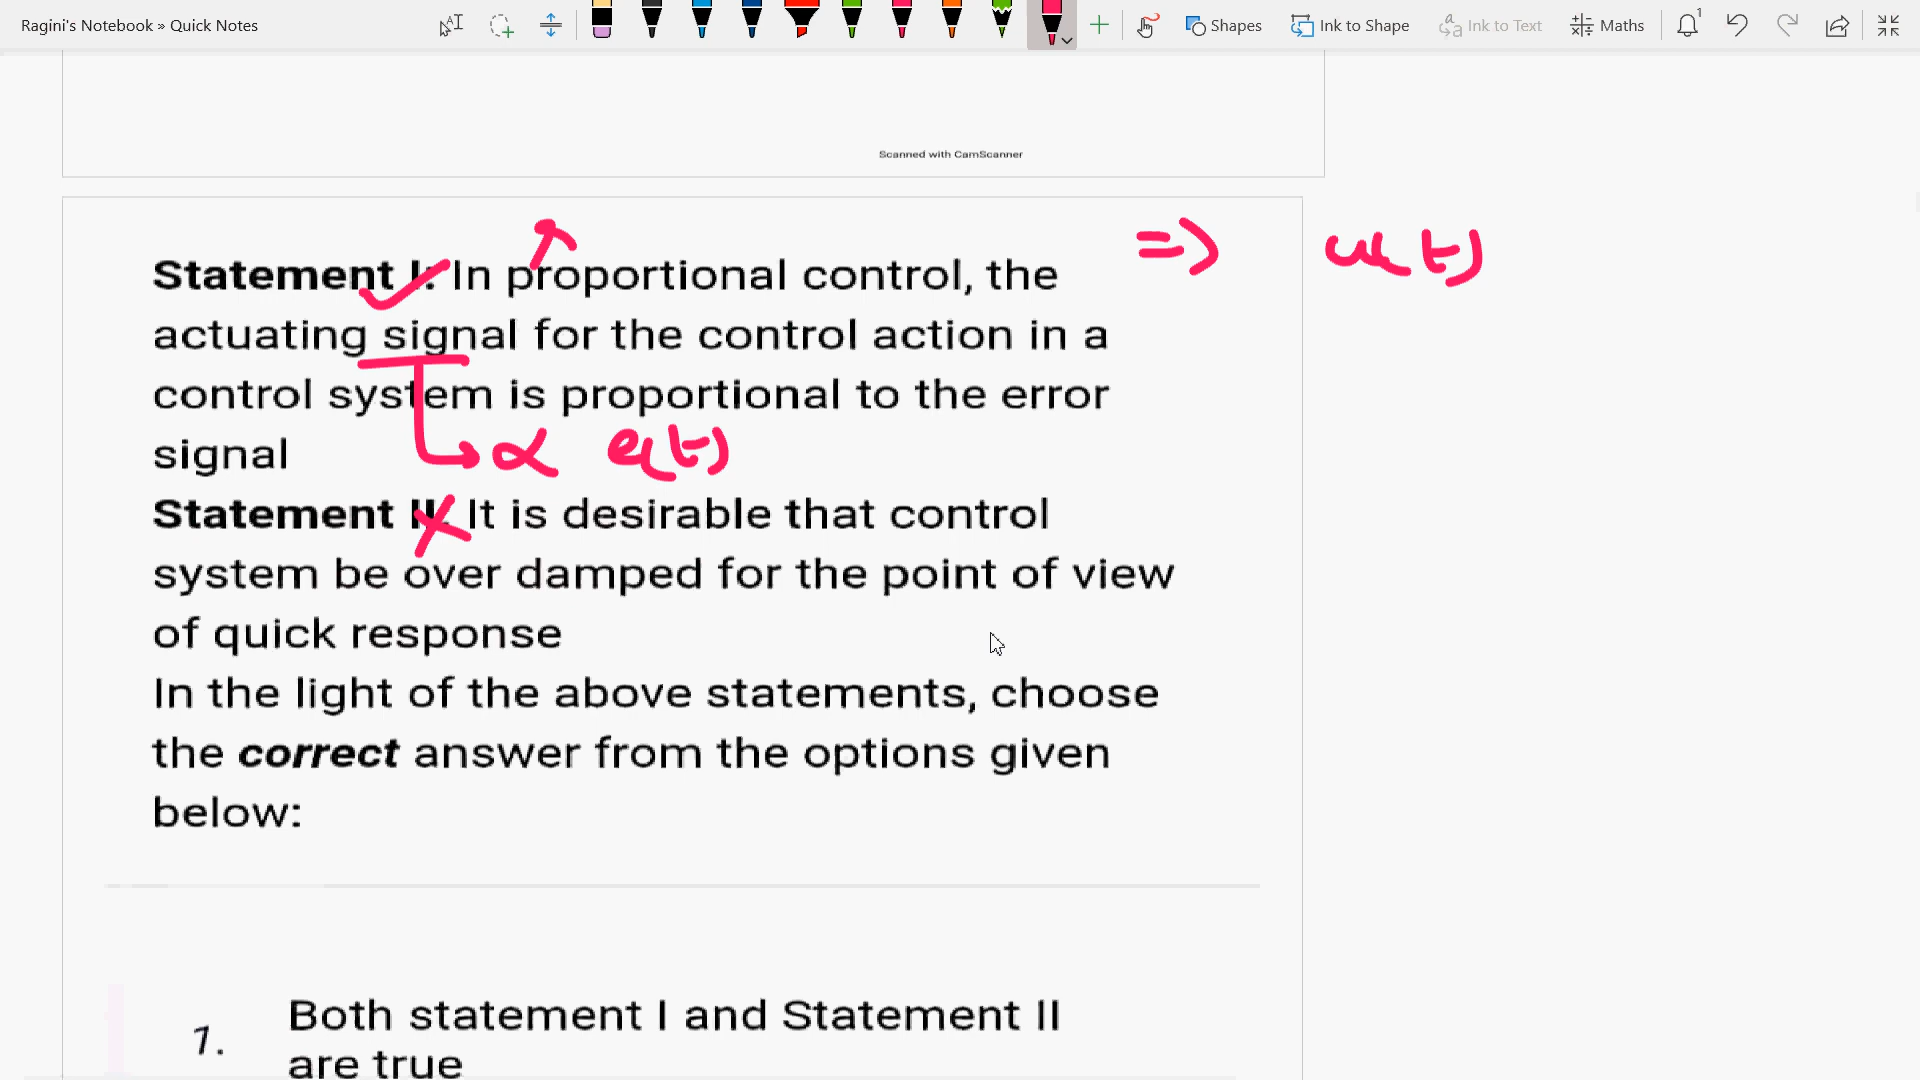 Ragini's Notebook » Quick Notes
Shapes
Ink to Shape
Ink to Text
Maths
1
Scanned with CamScanner
=> u(t)
Statement I: In proportional control, the
actuating signal for the control action in a
control system is proportional to the error
signal
α e(t)
Statement II: It is desirable that control
system be over damped for the point of view
of quick response
In the light of the above statements, choose
the correct answer from the options given
below:
1. Both statement I and Statement II
are true